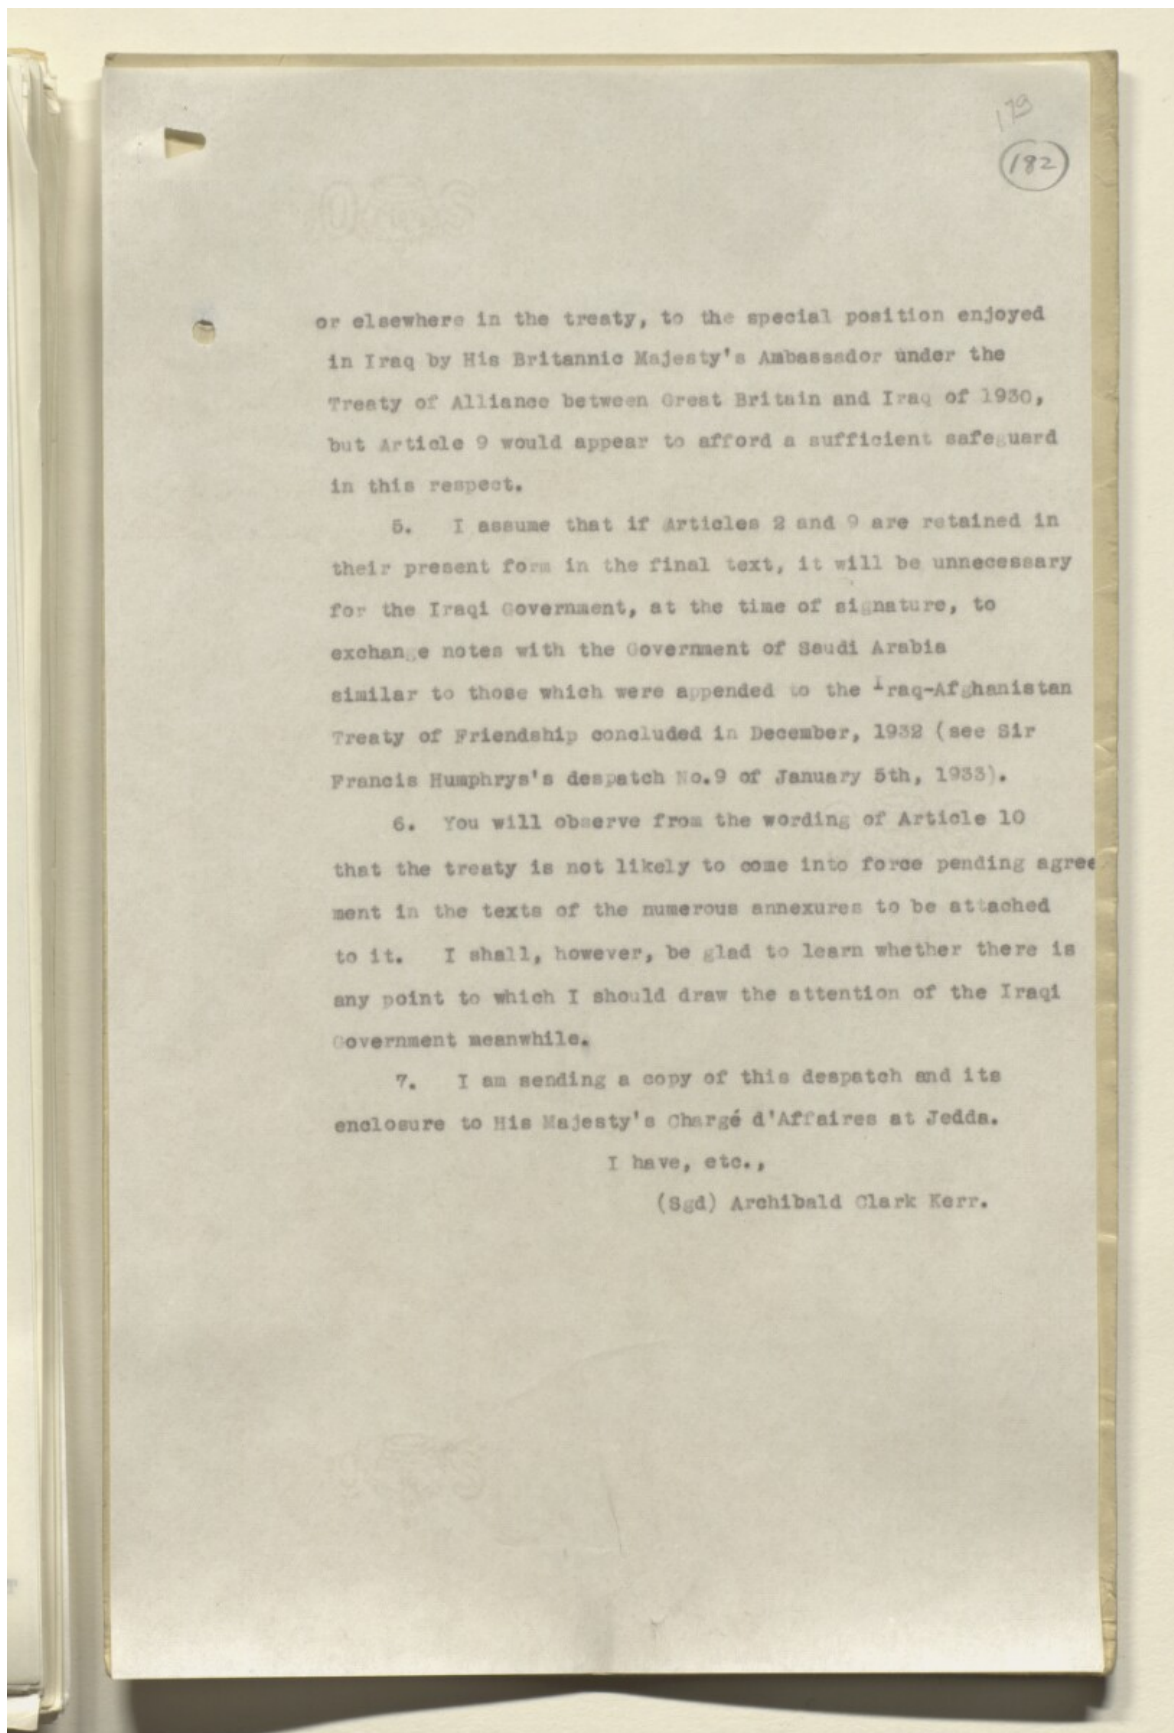 179
182
or elsewhere in the treaty, to the special position enjoyed
in Iraq by His Britannic Majesty's Ambassador under the
Treaty of Alliance between Great Britain and Iraq of 1930,
but Article 9 would appear to afford a sufficient safeguard
in this respect.
5. I assume that if Articles 2 and 9 are retained in
their present form in the final text, it will be unnecessary
for the Iraqi Government, at the time of signature, to
exchange notes with the Government of Saudi Arabia
similar to those which were appended to the Iraq-Afghanistan
Treaty of Friendship concluded in December, 1932 (see Sir
Francis Humphrys's despatch No.9 of January 5th, 1933).
6. You will observe from the wording of Article 10
that the treaty is not likely to come into force pending agree
ment in the texts of the numerous annexures to be attached
to it. I shall, however, be glad to learn whether there is
any point to which I should draw the attention of the Iraqi
Government meanwhile.
7. I am sending a copy of this despatch and its
enclosure to His Majesty's Chargé d'Affaires at Jedda.
I have, etc.,
(Sgd) Archibald Clark Kerr.